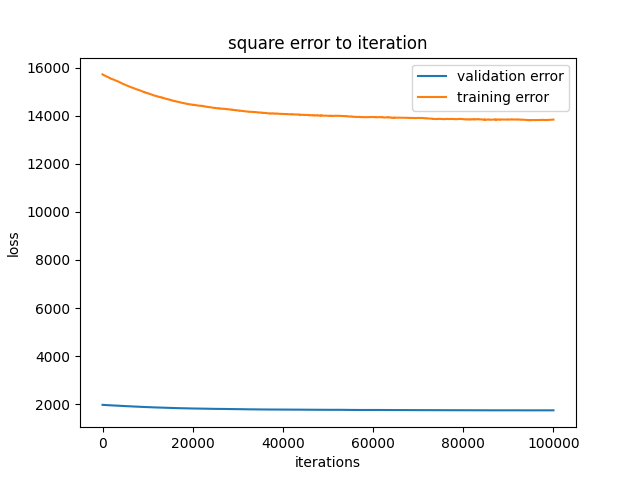 square error to iteration
validation error
training error
16000
14000
12000
10000
8000
6000
4000
2000
loss
0 20000 40000 60000 80000 100000
iterations